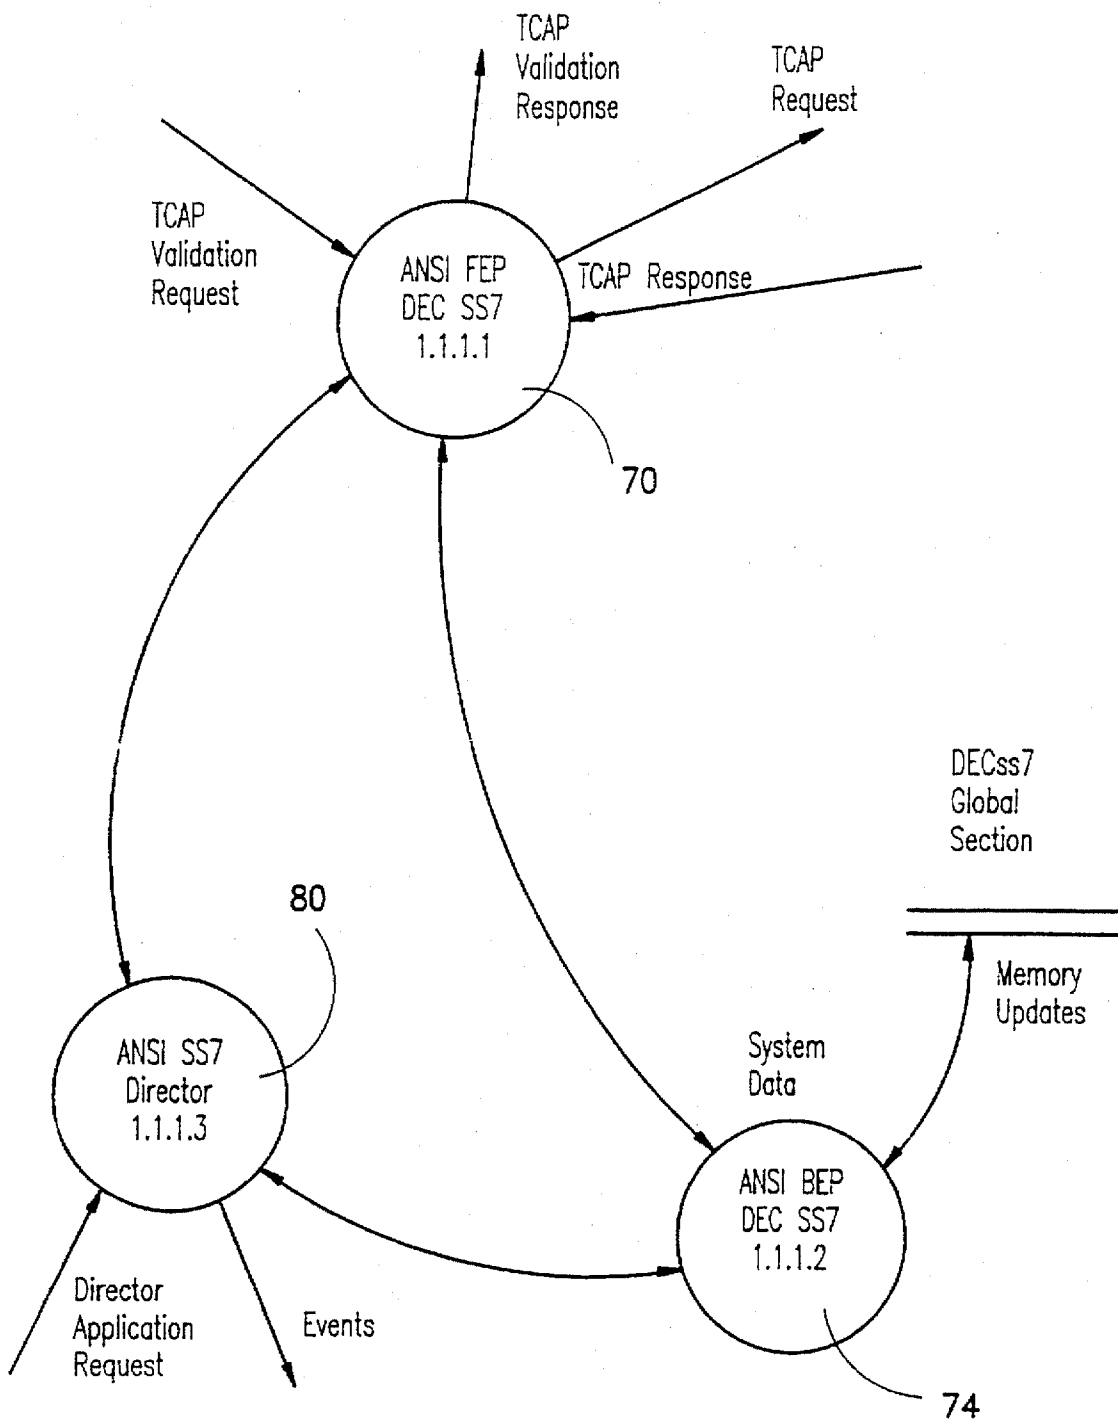 TCAP
Validation
Response
TCAP
Request
TCAP
Validation
Request
ANSI FEP
DEC SS7
1.1.1.1
TCAP Response
70
DECss7
Global
Section
80
Memory
Updates
System
Data
ANSI SS7
Director
1.1.1.3
ANSI BEP
DEC SS7
1.1.1.2
Director
Application
Request
Events
74